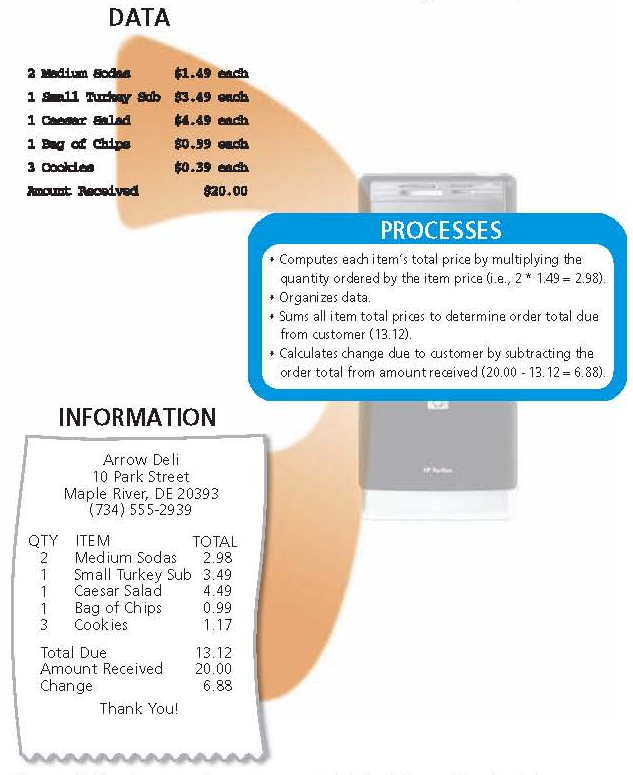 DATA
2 Medium Sodas $1.49 each
1 Small Turkey Sub $3.49 each
1 Caesar Salad $4.49 each
1 Bag of Chips $0.99 each
3 Cookies $0.39 each
Amount Received $20.00
PROCESSES
• Computes each item's total price by multiplying the
quantity ordered by the item price (i.e., 2 * 1.49 = 2.98).
• Organizes data.
• Sums all item total prices to determine order total due
from customer (13.12).
• Calculates change due to customer by subtracting the
order total from amount received (20.00 - 13.12 = 6.88).
HP Pavilion
INFORMATION
Arrow Deli
10 Park Street
Maple River, DE 20393
(734) 555-2939
QTY ITEM TOTAL
2 Medium Sodas 2.98
1 Small Turkey Sub 3.49
1 Caesar Salad 4.49
1 Bag of Chips 0.99
3 Cookies 1.17
Total Due 13.12
Amount Received 20.00
Change 6.88
Thank You!